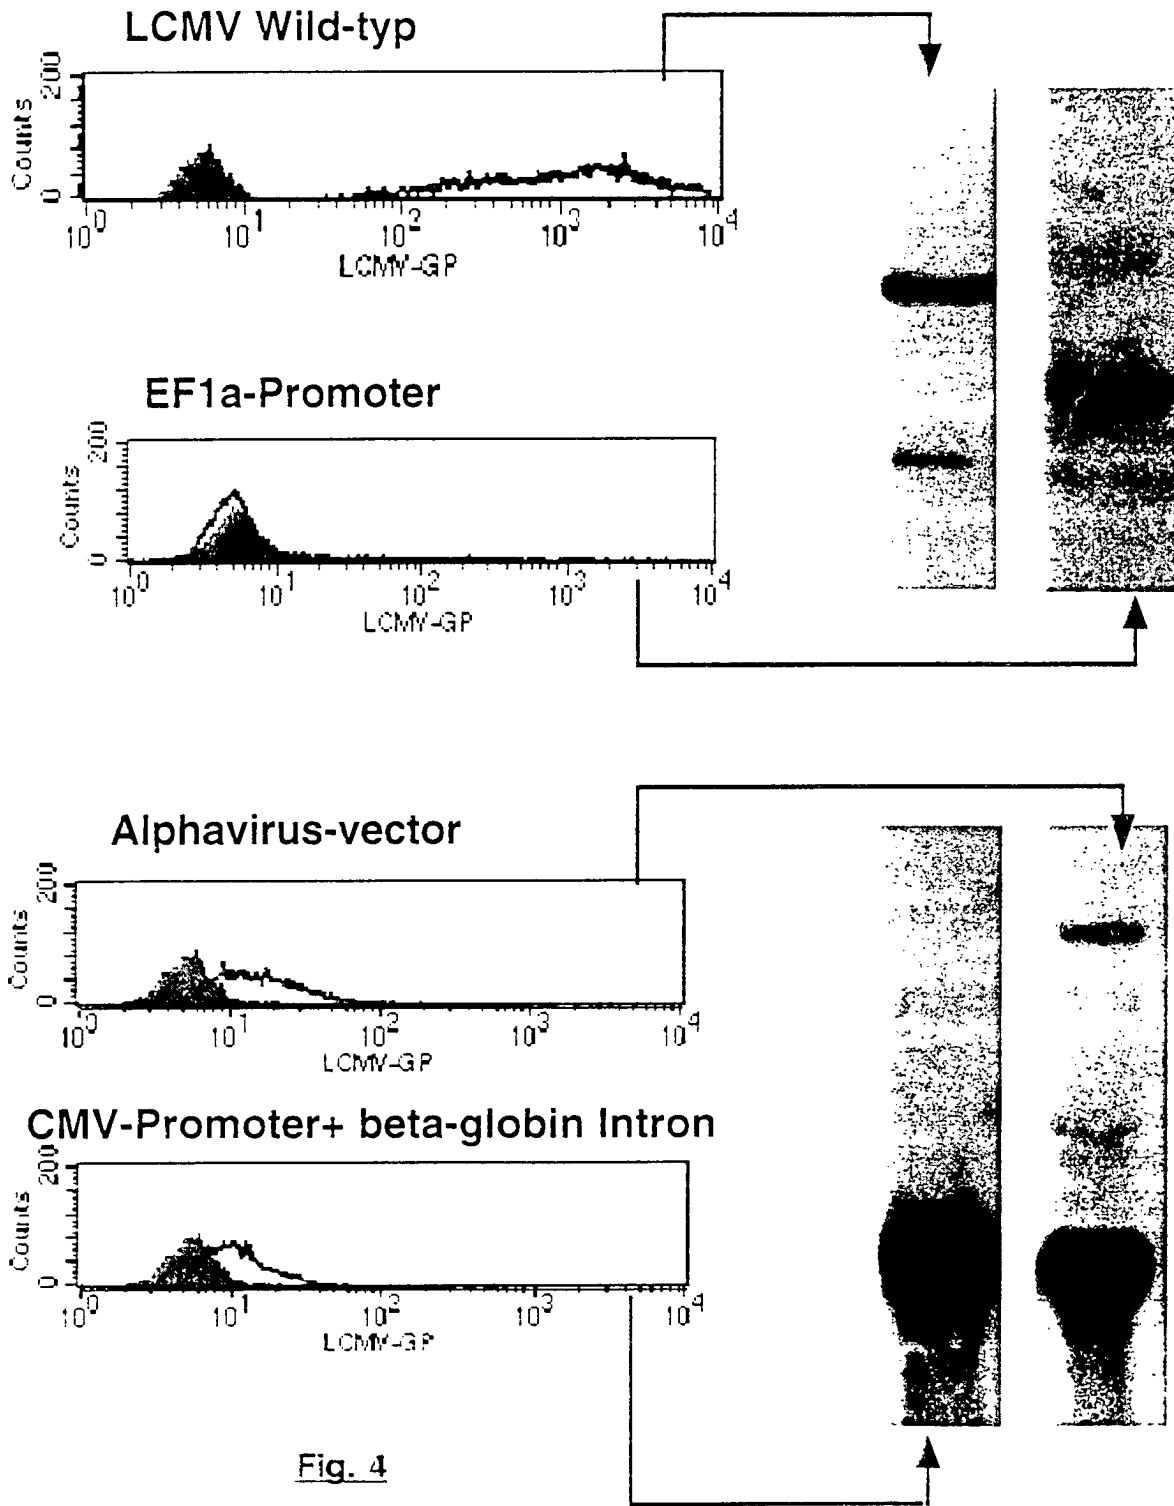 LCMV Wild-typ
200
Counts
0
10^0 10^1 10^2 10^3 10^4
LCMV-GP
EF1a-Promoter
200
Counts
0
10^0 10^1 10^2 10^3 10^4
LCMV-GP
Alphavirus-vector
200
Counts
0
10^0 10^1 10^2 10^3 10^4
LCMV-GP
CMV-Promoter+ beta-globin Intron
200
Counts
0
10^0 10^1 10^2 10^3 10^4
LCMV-GP
Fig. 4